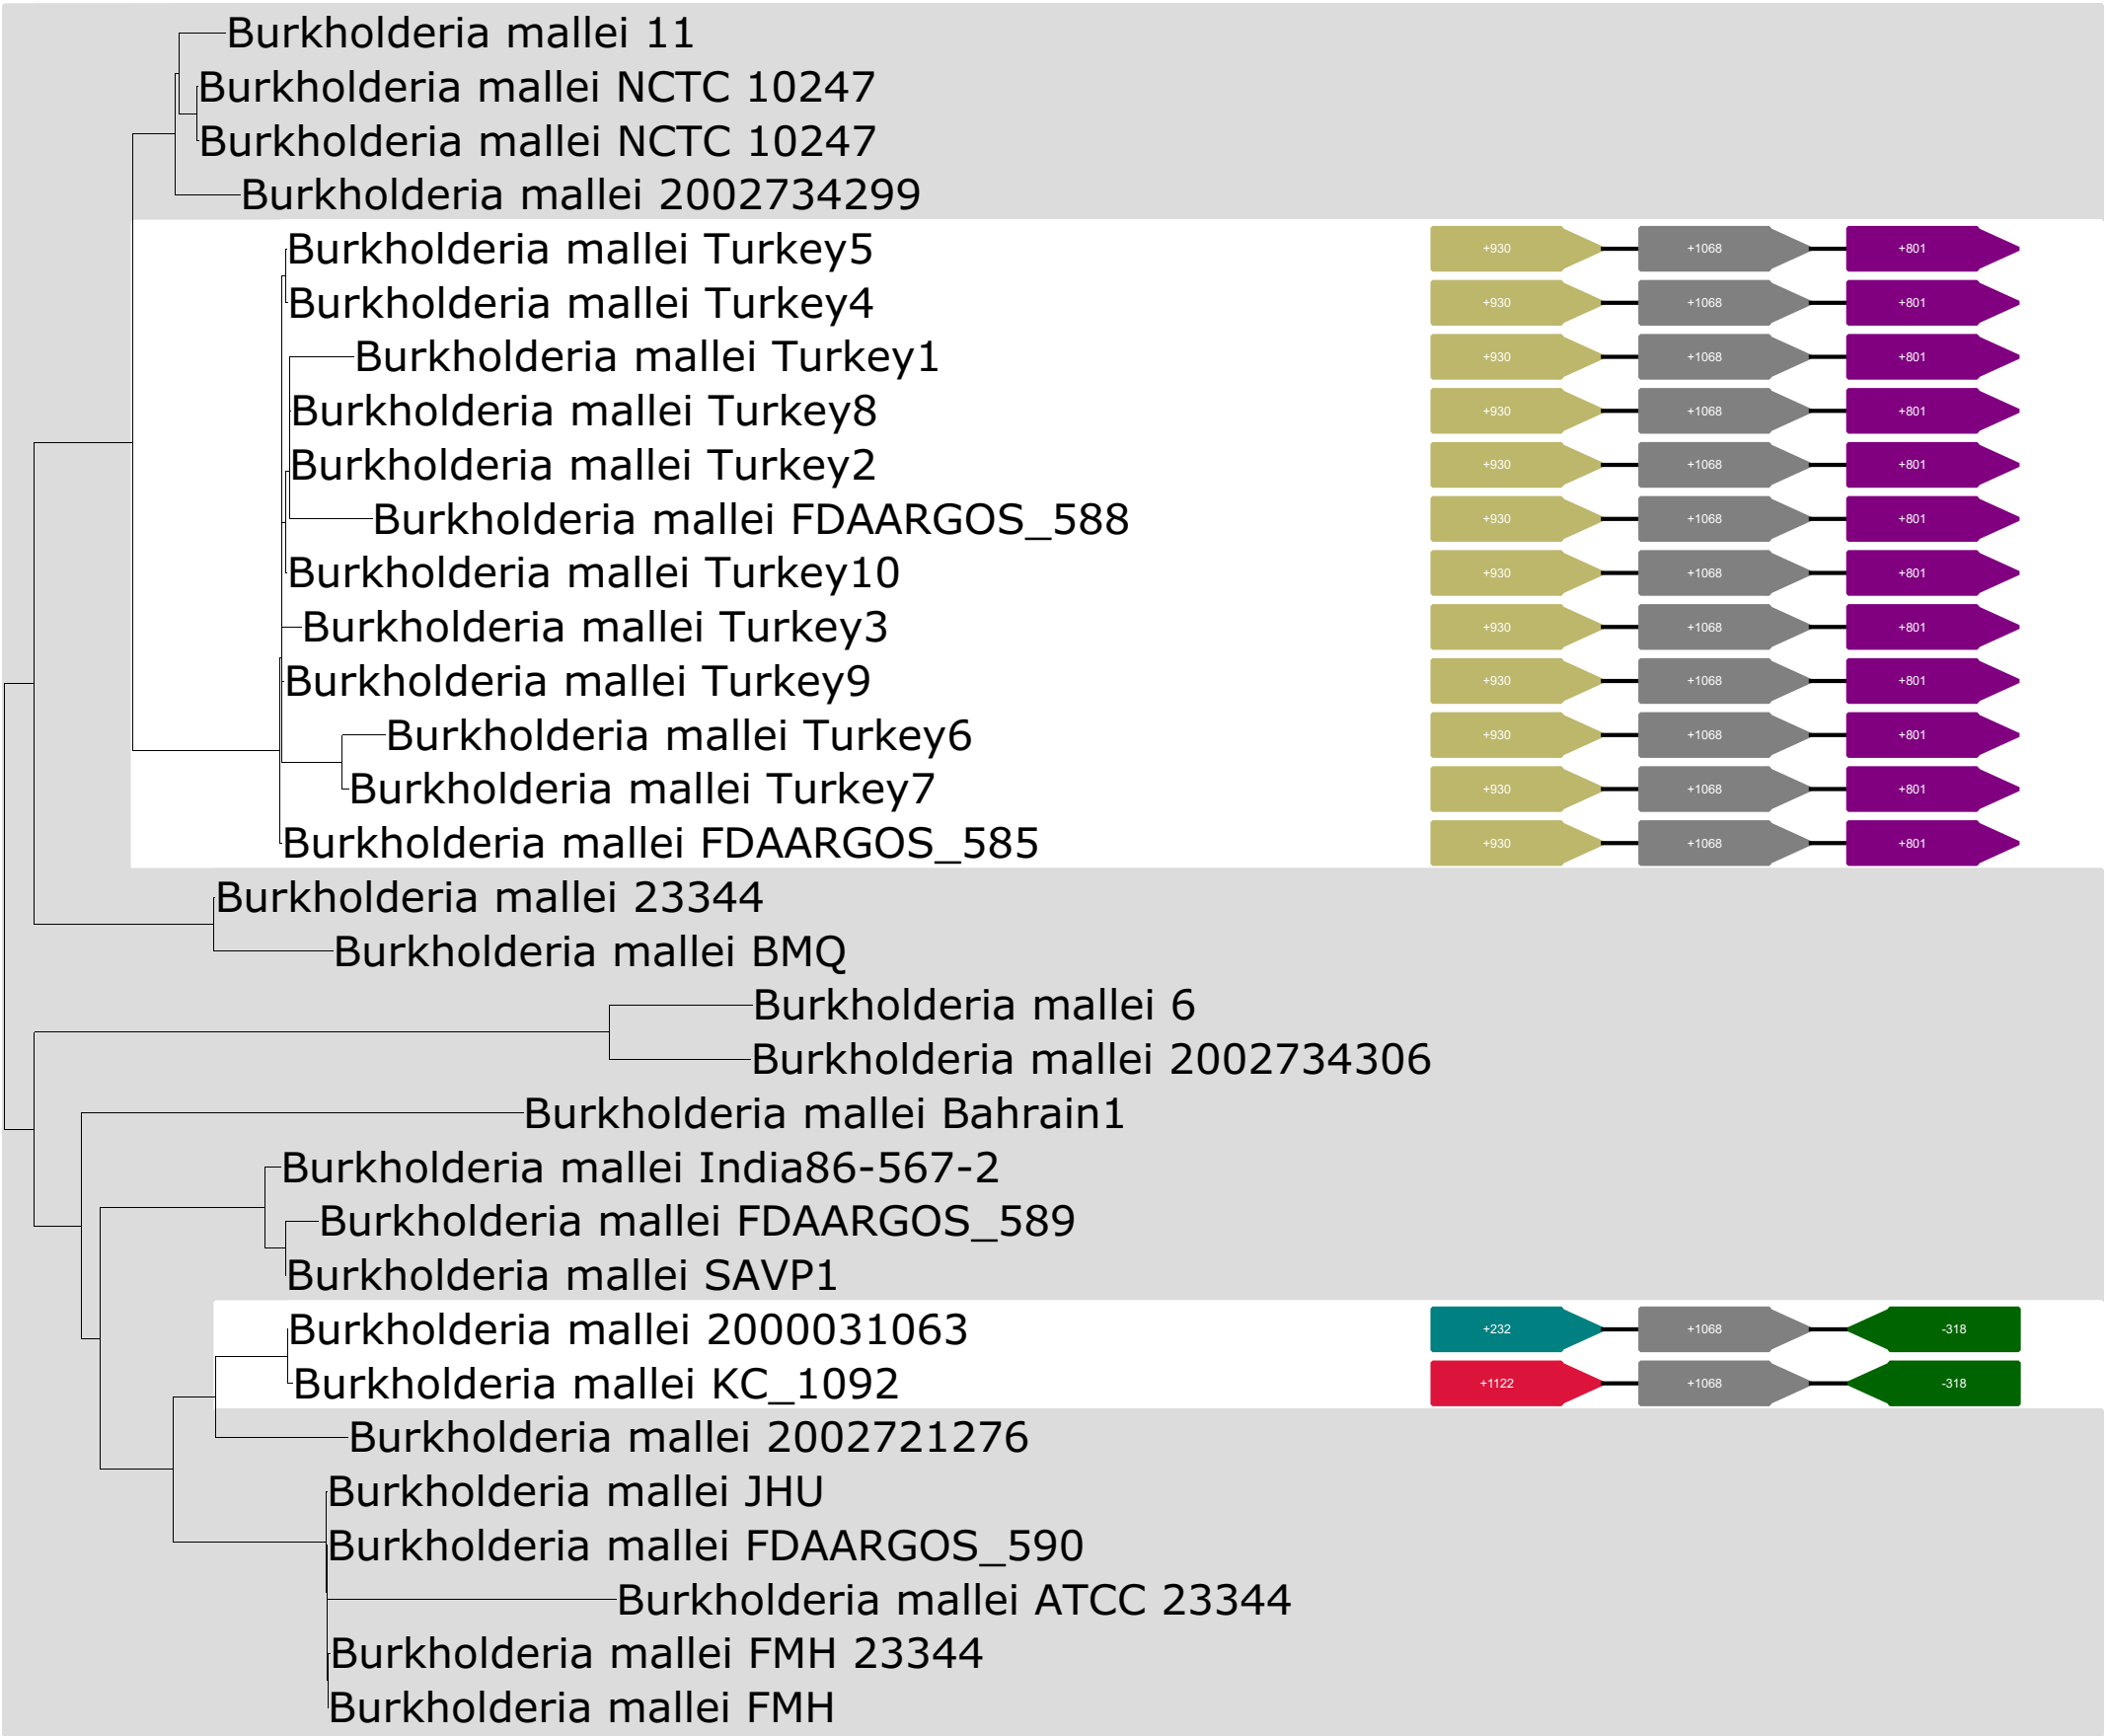 Burkholderia mallei 11
Burkholderia mallei NCTC 10247
Burkholderia mallei NCTC 10247
Burkholderia mallei 2002734299
Burkholderia mallei Turkey5 +930 +1068 +801
Burkholderia mallei Turkey4 +930 +1068 +801
Burkholderia mallei Turkey1 +930 +1068 +801
Burkholderia mallei Turkey8 +930 +1068 +801
Burkholderia mallei Turkey2 +930 +1068 +801
Burkholderia mallei FDAARGOS_588 +930 +1068 +801
Burkholderia mallei Turkey10 +930 +1068 +801
Burkholderia mallei Turkey3 +930 +1068 +801
Burkholderia mallei Turkey9 +930 +1068 +801
Burkholderia mallei Turkey6 +930 +1068 +801
Burkholderia mallei Turkey7 +930 +1068 +801
Burkholderia mallei FDAARGOS_585 +930 +1068 +801
Burkholderia mallei 23344
Burkholderia mallei BMQ
Burkholderia mallei 6
Burkholderia mallei 2002734306
Burkholderia mallei Bahrain1
Burkholderia mallei India86-567-2
Burkholderia mallei FDAARGOS_589
Burkholderia mallei SAVP1
Burkholderia mallei 2000031063 +232 +1068 -318
Burkholderia mallei KC_1092 +1122 +1068 -318
Burkholderia mallei 2002721276
Burkholderia mallei JHU
Burkholderia mallei FDAARGOS_590
Burkholderia mallei ATCC 23344
Burkholderia mallei FMH 23344
Burkholderia mallei FMH